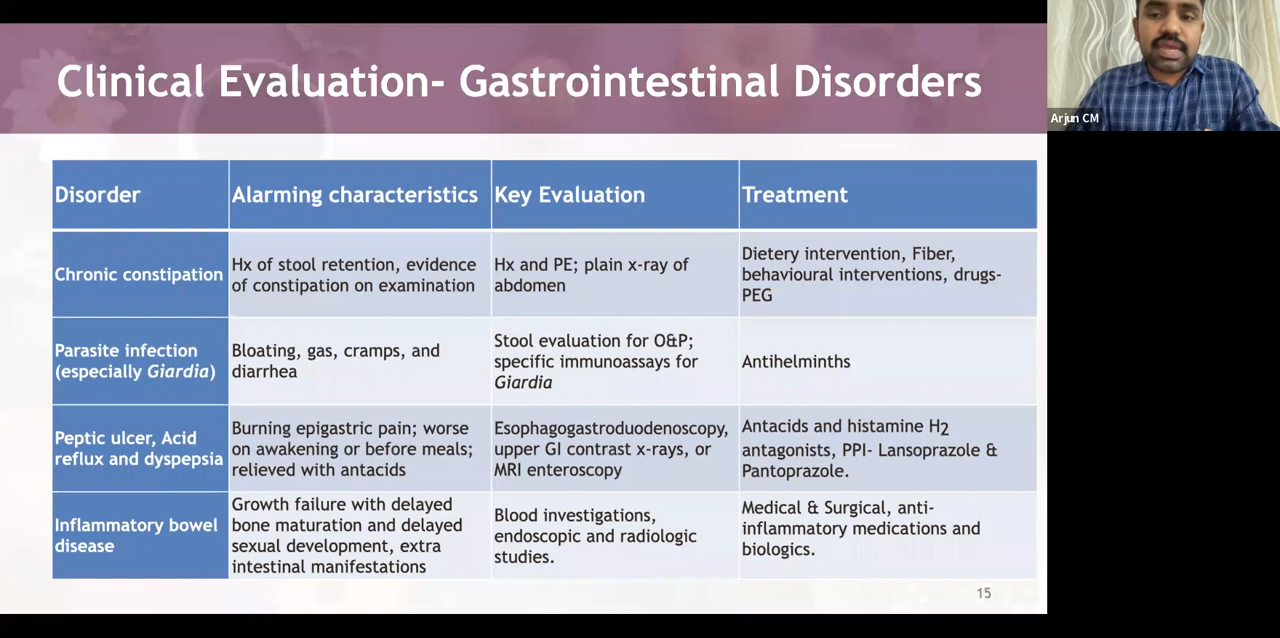 Clinical Evaluation- Gastrointestinal Disorders
Arjun CM
Disorder
Alarming characteristics
Key Evaluation
Treatment
Chronic constipation
Hx of stool retention, evidence
of constipation on examination
Hx and PE; plain x-ray of
abdomen
Dietery intervention, Fiber,
behavioural interventions, drugs-
PEG
Parasite infection
(especially Giardia)
Bloating, gas, cramps, and
diarrhea
Stool evaluation for O&P;
specific immunoassays for
Giardia
Antihelminths
Peptic ulcer, Acid
reflux and dyspepsia
Burning epigastric pain; worse
on awakening or before meals;
relieved with antacids
Esophagogastroduodenoscopy,
upper GI contrast x-rays, or
MRI enteroscopy
Antacids and histamine H2
antagonists, PPI- Lansoprazole &
Pantoprazole.
Inflammatory bowel
disease
Growth failure with delayed
bone maturation and delayed
sexual development, extra
intestinal manifestations
Blood investigations,
endoscopic and radiologic
studies.
Medical & Surgical, anti-
inflammatory medications and
biologics.
15